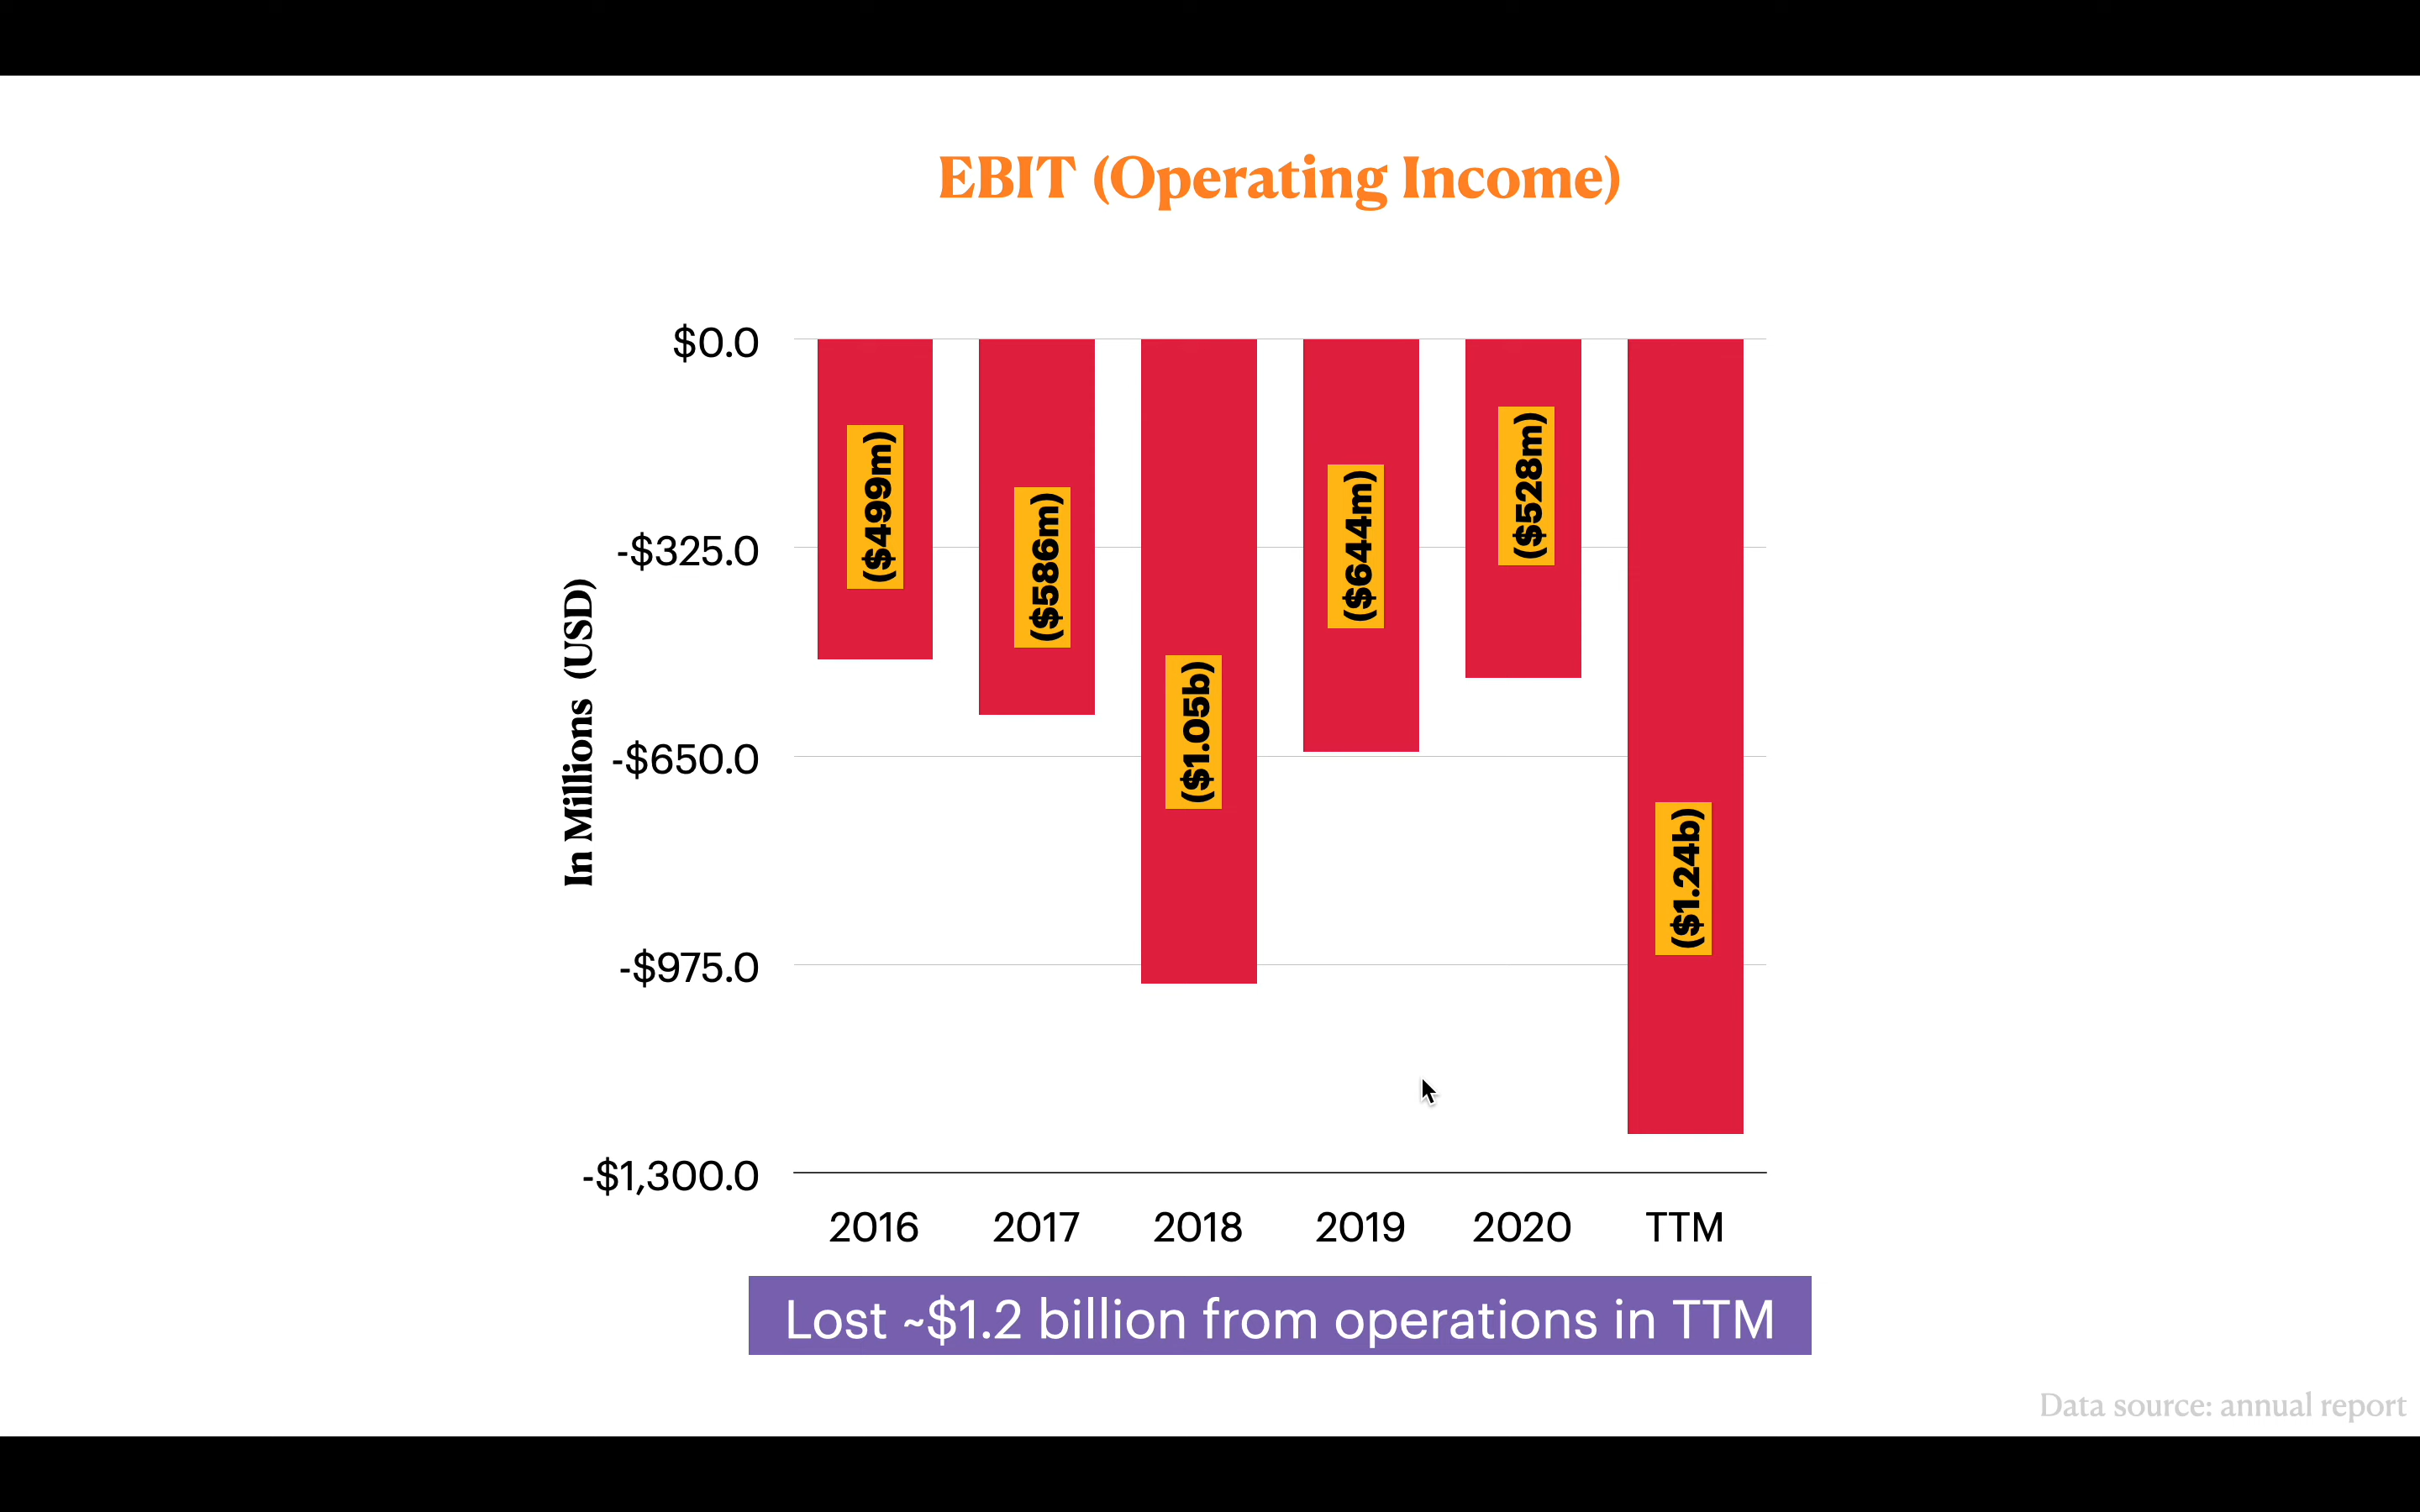 EBIT (Operating Income)
In Millions (USD)
$0.0
-$325.0
-$650.0
-$975.0
-$1,300.0
($499m)
($586m)
($1.05b)
($644m)
($528m)
($1.24b)
2016 2017 2018 2019 2020 TTM
Lost ~$1.2 billion from operations in TTM
Data source: annual report